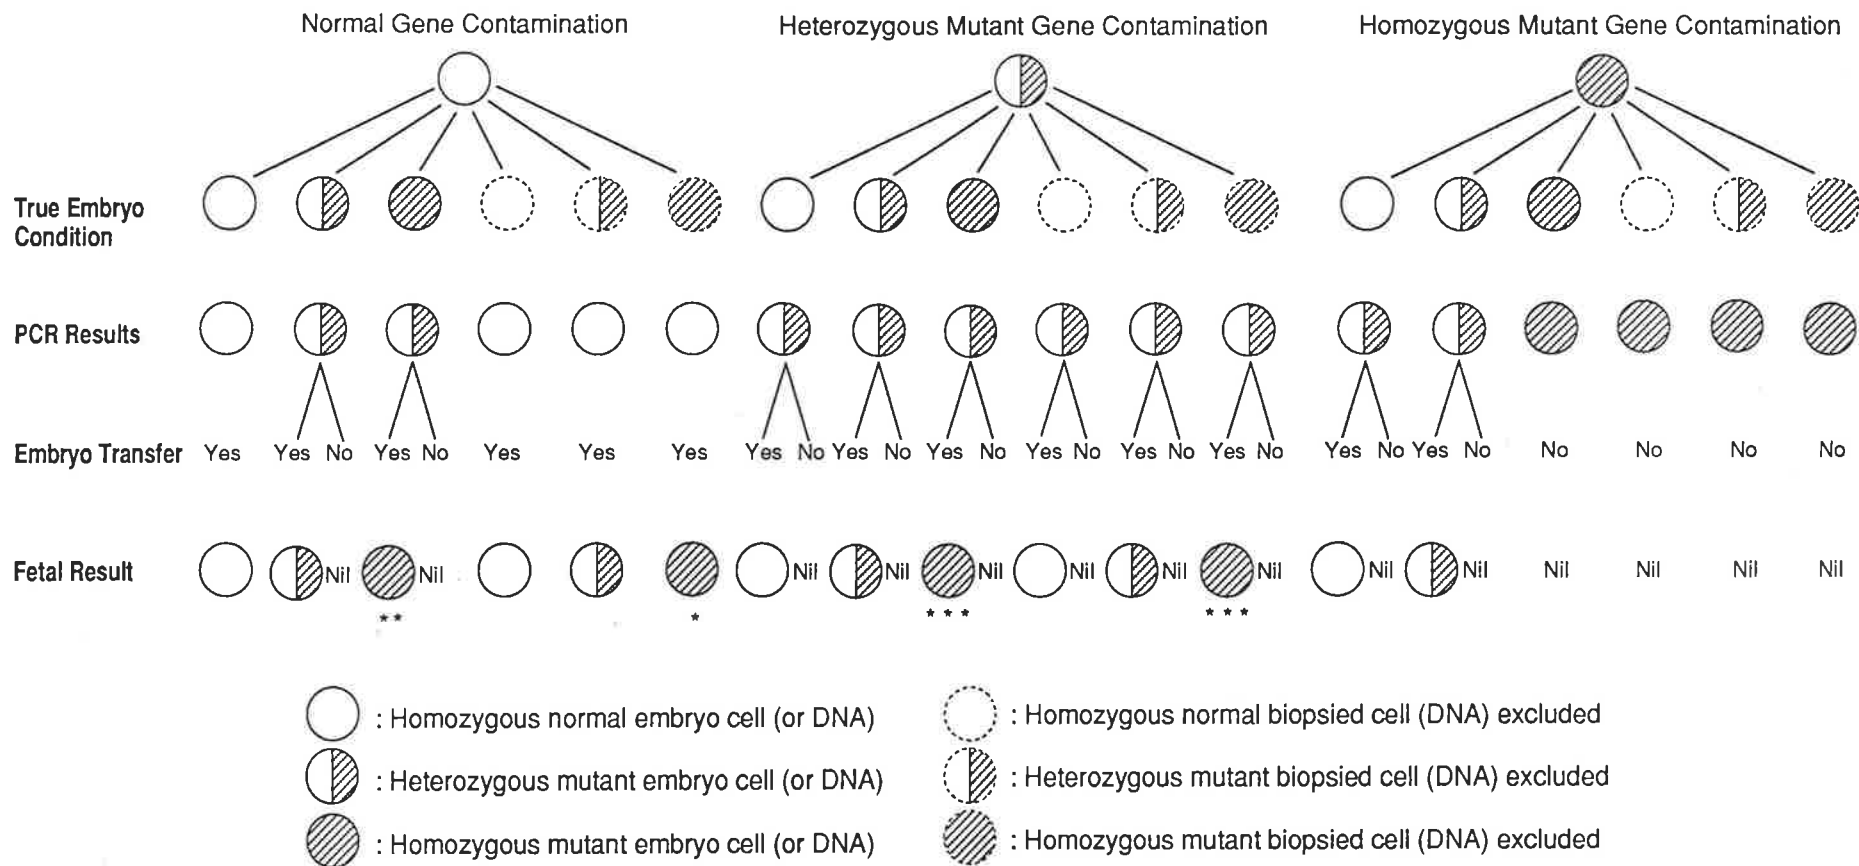 Normal Gene Contamination
Heterozygous Mutant Gene Contamination
Homozygous Mutant Gene Contamination
True Embryo
Condition
PCR Results
Embryo Transfer Yes Yes No Yes No Yes Yes Yes Yes No Yes No Yes No Yes No Yes No Yes No Yes No Yes No No No No No
Fetal Result Nil Nil Nil Nil Nil Nil Nil Nil Nil Nil Nil Nil Nil Nil
** * *** ***
: Homozygous normal embryo cell (or DNA)
: Homozygous normal biopsied cell (DNA) excluded
: Heterozygous mutant embryo cell (or DNA)
: Heterozygous mutant biopsied cell (DNA) excluded
: Homozygous mutant embryo cell (or DNA)
: Homozygous mutant biopsied cell (DNA) excluded